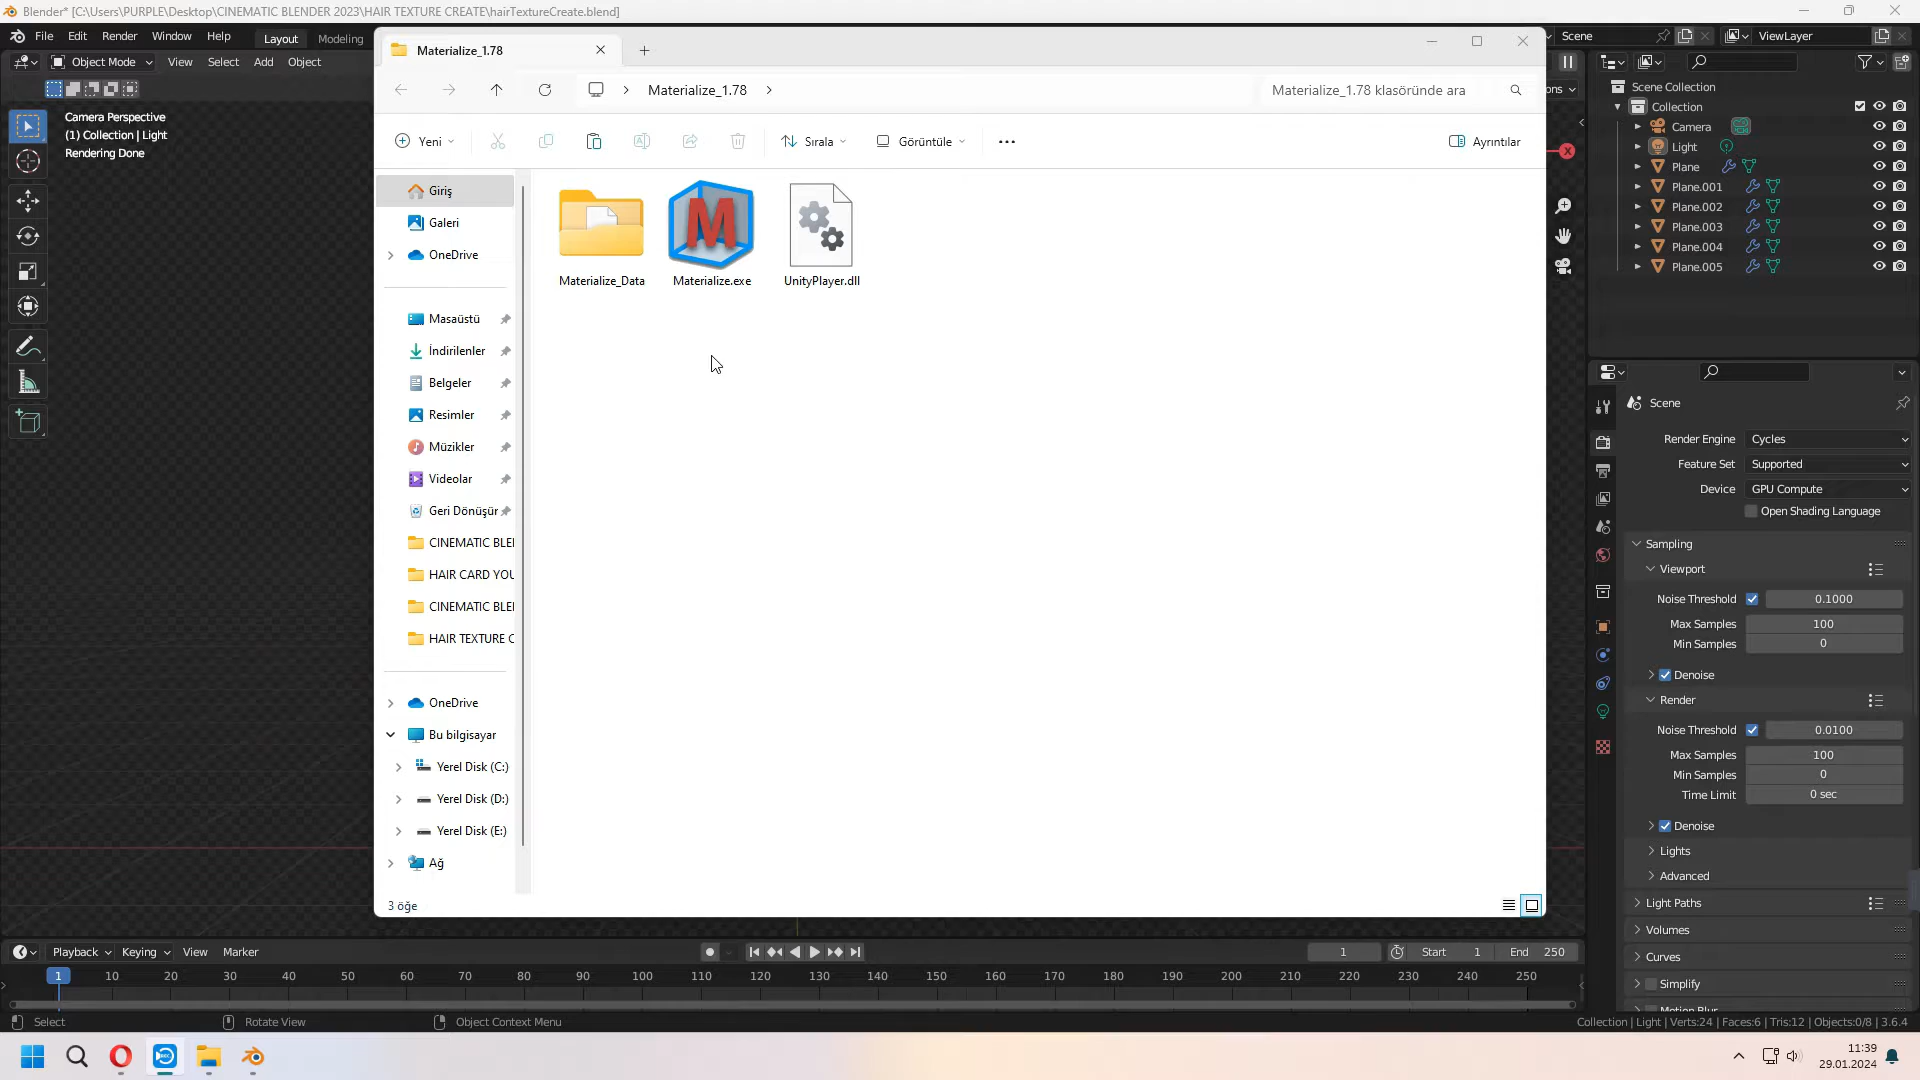 Blender* [C:\Users\PURPLE\Desktop\CINEMATIC BLENDER 2023\HAIR TEXTURE CREATE\hairTextureCreate.blend]
File Edit Render Window Help Layout Modeling
Scene ViewLayer
Object Mode View Select Add Object
Camera Perspective
(1) Collection | Light
Rendering Done
Materialize_1.78
Materialize_1.78
Materialize_1.78 klasöründe ara
Yeni
Sırala
Görüntüle
Ayrıntılar
Giriş
Galeri
OneDrive
Masaüstü
İndirilenler
Belgeler
Resimler
Müzikler
Videolar
Geri Dönüşür
CINEMATIC BLEI
HAIR CARD YOU
CINEMATIC BLEI
HAIR TEXTURE C
OneDrive
Bu bilgisayar
Yerel Disk (C:)
Yerel Disk (D:)
Yerel Disk (E:)
Ağ
3 öğe
M
Materialize_Data
Materialize.exe
UnityPlayer.dll
ons
X
Scene Collection
Collection
Camera
Light
Plane
Plane.001
Plane.002
Plane.003
Plane.004
Plane.005
Scene
Render Engine Cycles
Feature Set Supported
Device GPU Compute
Open Shading Language
Sampling
Viewport
Noise Threshold 0.1000
Max Samples 100
Min Samples 0
Denoise
Render
Noise Threshold 0.0100
Max Samples 100
Min Samples 0
Time Limit 0 sec
Denoise
Lights
Advanced
Light Paths
Volumes
Curves
Simplify
Motion Blur
Playback Keying View Marker
1 Start 1 End 250
1 10 20 30 40 50 60 70 80 90 100 110 120 130 140 150 160 170 180 190 200 210 220 230 240 250
Select Rotate View Object Context Menu
Collection | Light | Verts:24 | Faces:6 | Tris:12 | Objects:0/8 | 3.6.4
REC
11:39
29.01.2024